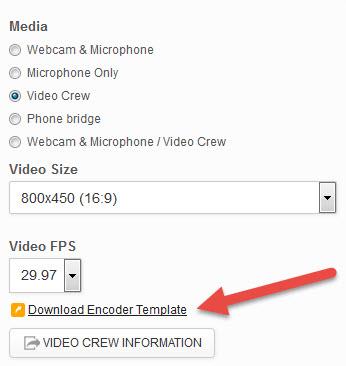 Media
Webcam & Microphone
Microphone Only
Video Crew
Phone bridge
Webcam & Microphone / Video Crew
Video Size
800x450 (16:9)
Video FPS
29.97
Download Encoder Template
VIDEO CREW INFORMATION